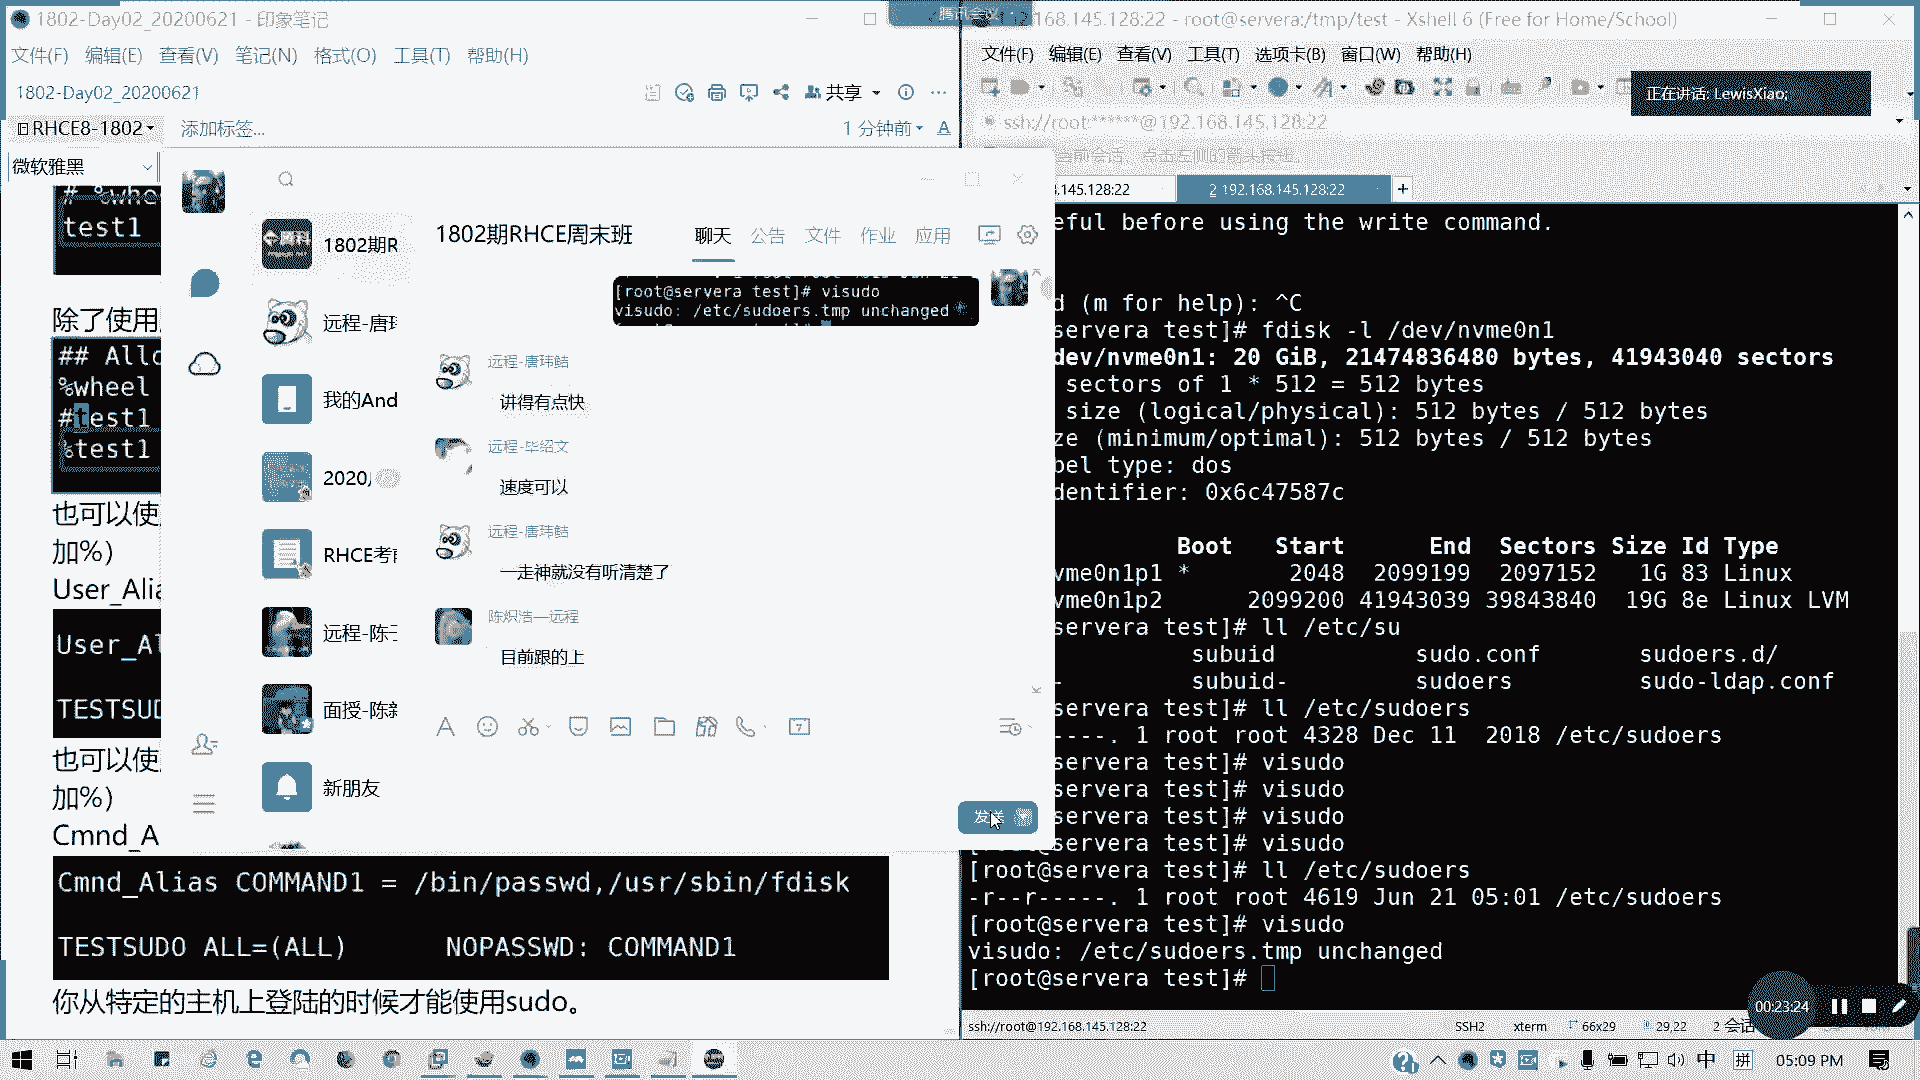 1802-Day02_20200621 - 印象笔记
文件(F) 编辑(E) 查看(V) 笔记(N) 格式(O) 工具(T) 帮助(H)
1802-Day02_20200621
共享
RHCE8-1802
添加标签...
1 分钟前
微软雅黑
test1
除了使用
%wheel
#test1
%test1
也可以使
加%)
TESTSUD
也可以使
加%)
Cmnd_A
Cmnd_Alias COMMAND1 = /bin/passwd,/usr/sbin/fdisk
TESTSUDO ALL=(ALL) NOPASSWD: COMMAND1
你从特定的主机上登陆的时候才能使用sudo。
1802期R
远程-唐玮
我的And
2020
RHCE考前
远程-陈
面授-陈
新朋友
1802期RHCE周末班
聊天 公告 文件 作业 应用
[root@servera test]# visudo
visudo: /etc/sudoers.tmp unchanged
讲得有点快
远程-毕绍文
速度可以
一走神就没有听清楚了
陈炽浩—远程
目前跟的上
发送
腾讯会议
168.145.128:22 - root@servera:/tmp/test - Xshell 6 (Free for Home/School)
文件(F) 编辑(E) 查看(V) 工具(T) 选项卡(B) 窗口(W) 帮助(H)
正在讲话: LewisXiao;
ssh://root:******@192.168.145.128:22
当前会话，点击左侧的箭头按钮。
.145.128:22
2 192.168.145.128:22
eful before using the write command.
d (m for help): ^C
servera test]# fdisk -l /dev/nvme0n1
dev/nvme0n1: 20 GiB, 21474836480 bytes, 41943040 sectors
sectors of 1 * 512 = 512 bytes
size (logical/physical): 512 bytes / 512 bytes
ze (minimum/optimal): 512 bytes / 512 bytes
bel type: dos
dentifier: 0x6c47587c
Boot Start End Sectors Size Id Type
vme0n1p1 * 2048 2099199 2097152 1G 83 Linux
vme0n1p2 2099200 41943039 39843840 19G 8e Linux LVM
servera test]# ll /etc/su
subuid sudo.conf sudoers.d/
- subuid- sudoers sudo-ldap.conf
servera test]# ll /etc/sudoers
----. 1 root root 4328 Dec 11 2018 /etc/sudoers
servera test]# visudo
servera test]# visudo
servera test]# visudo
servera test]# visudo
[root@servera test]# ll /etc/sudoers
-r--r-----. 1 root root 4619 Jun 21 05:01 /etc/sudoers
[root@servera test]# visudo
visudo: /etc/sudoers.tmp unchanged
[root@servera test]#
00:23:24
ssh://root@192.168.145.128:22 SSH2 xterm 66x29 29,22 2 会话
中 拼 05:09 PM